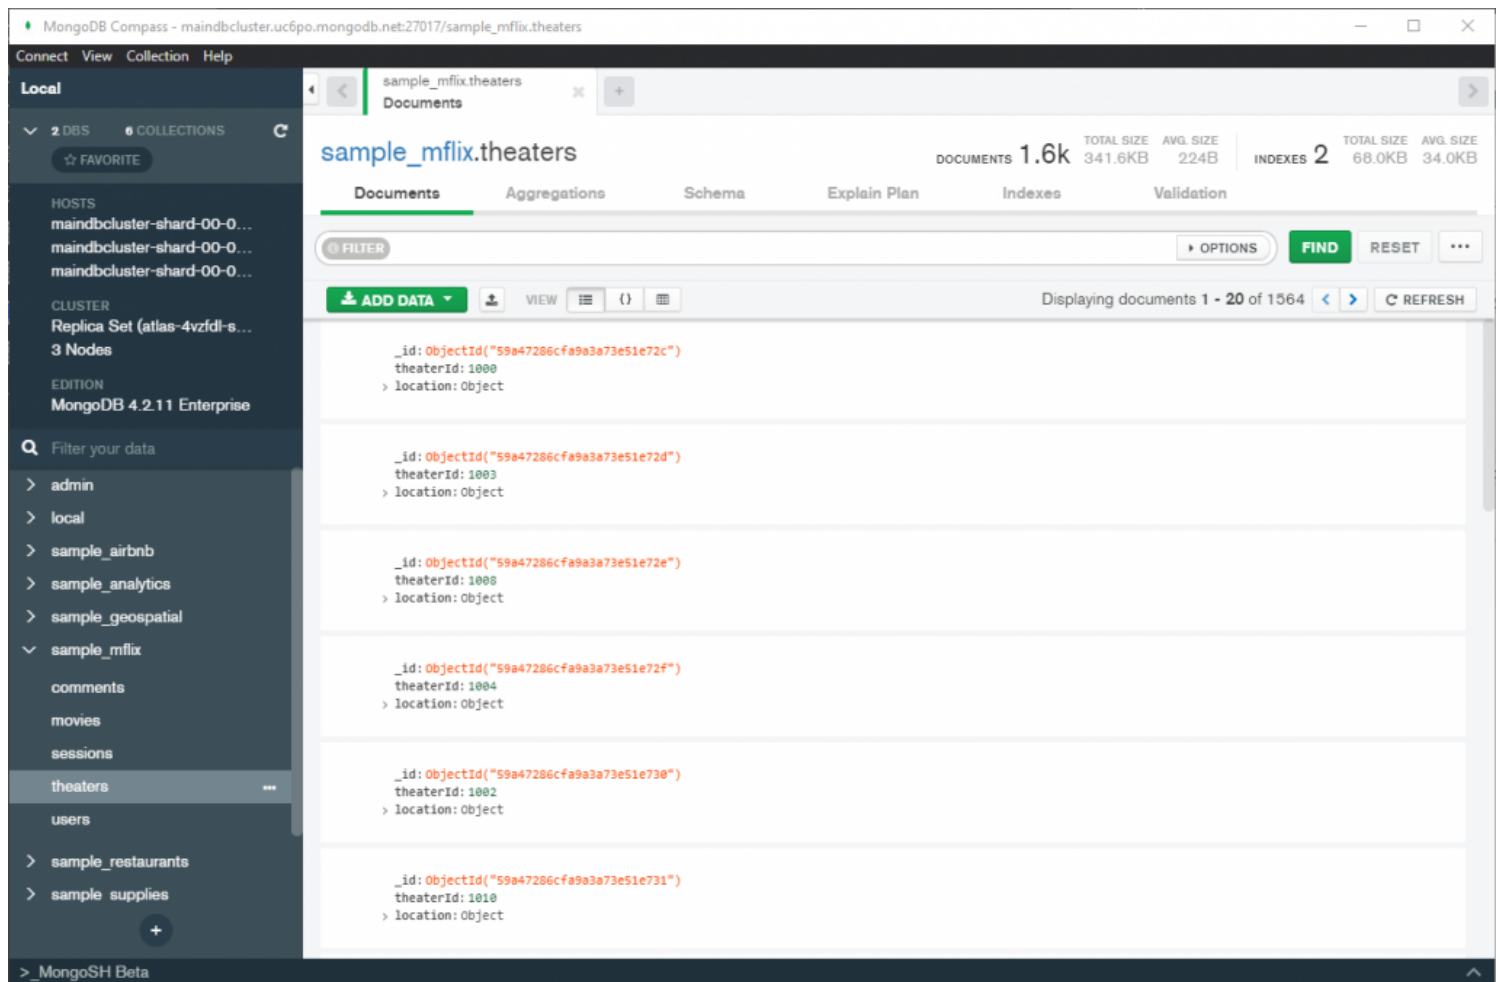 MongoDB Compass - maindbcluster.uc6po.mongodb.net:27017/sample_mflix.theaters
Connect View Collection Help
Local
2 DBS 6 COLLECTIONS
FAVORITE
HOSTS
maindbcluster-shard-00-0...
maindbcluster-shard-00-0...
maindbcluster-shard-00-0...
CLUSTER
Replica Set (atlas-4vzfdl-s...
3 Nodes
EDITION
MongoDB 4.2.11 Enterprise
Filter your data
admin
local
sample_airbnb
sample_analytics
sample_geospatial
sample_mflix
comments
movies
sessions
theaters
users
sample_restaurants
sample_supplies
>_MongoSH Beta
sample_mflix.theaters
Documents
sample_mflix.theaters
DOCUMENTS 1.6k TOTAL SIZE 341.6KB AVG. SIZE 224B INDEXES 2 TOTAL SIZE 68.0KB AVG. SIZE 34.0KB
Documents Aggregations Schema Explain Plan Indexes Validation
FILTER OPTIONS FIND RESET ...
ADD DATA VIEW {} Displaying documents 1 - 20 of 1564 REFRESH
_id: ObjectId("59a47286cfa9a3a73e51e72c")
theaterId: 1000
location: Object
_id: ObjectId("59a47286cfa9a3a73e51e72d")
theaterId: 1003
location: Object
_id: ObjectId("59a47286cfa9a3a73e51e72e")
theaterId: 1008
location: Object
_id: ObjectId("59a47286cfa9a3a73e51e72f")
theaterId: 1004
location: Object
_id: ObjectId("59a47286cfa9a3a73e51e730")
theaterId: 1002
location: Object
_id: ObjectId("59a47286cfa9a3a73e51e731")
theaterId: 1010
location: Object